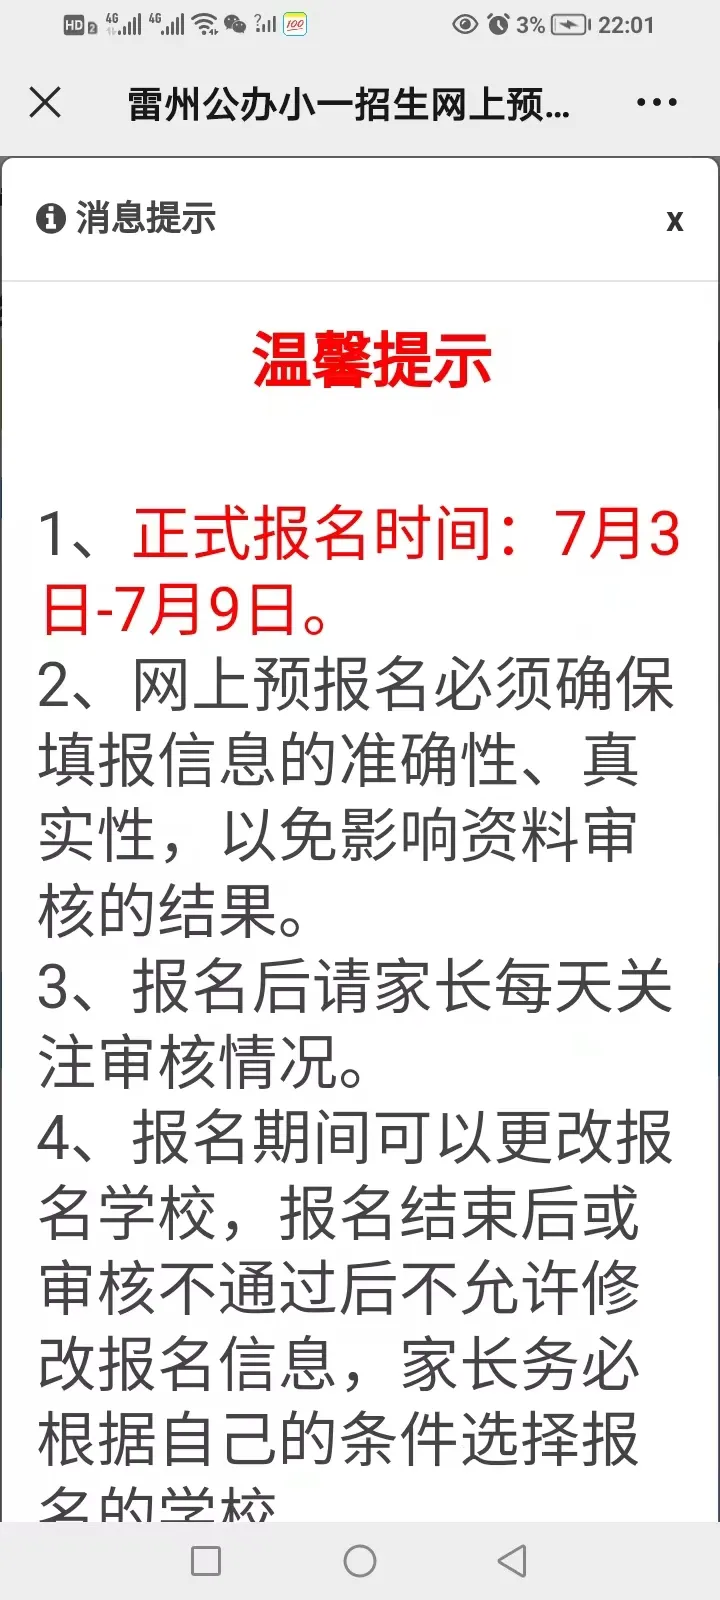 HD 2 4G 4G ? 100 3% 22:01
雷州公办小一招生网上预...
消息提示 x
温馨提示
1、正式报名时间：7月3
日-7月9日。
2、网上预报名必须确保
填报信息的准确性、真
实性，以免影响资料审
核的结果。
3、报名后请家长每天关
注审核情况。
4、报名期间可以更改报
名学校，报名结束后或
审核不通过后不允许修
改报名信息，家长务必
根据自己的条件选择报
名的学校